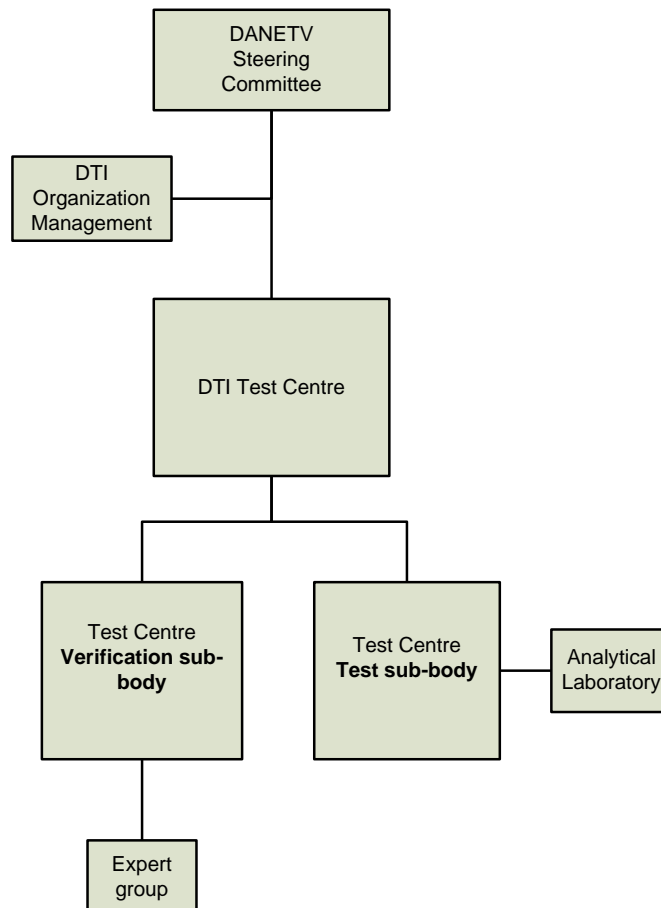 DANETV
Steering
Committee
DTI
Organization
Management
DTI Test Centre
Test Centre
Verification sub-
body
Test Centre
Test sub-body
Analytical
Laboratory
Expert
group